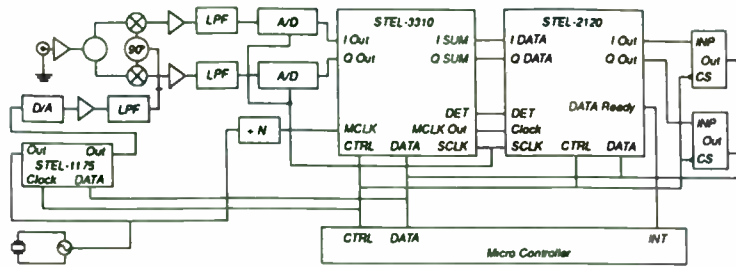 LPF
A/D
STEL-3310
STEL-2120
I Out
I SUM
I DATA
I Out
INP
Out
CS
Q Out
Q SUM
Q DATA
Q Out
90°
LPF
A/D
D/A
LPF
DET
DET
DATA Ready
INP
Out
CS
÷ N
MCLK
MCLK Out
Clock
CTRL
DATA
SCLK
SCLK
CTRL
DATA
Out
Out
STEL-1175
Clock
DATA
CTRL
DATA
INT
Micro Controller